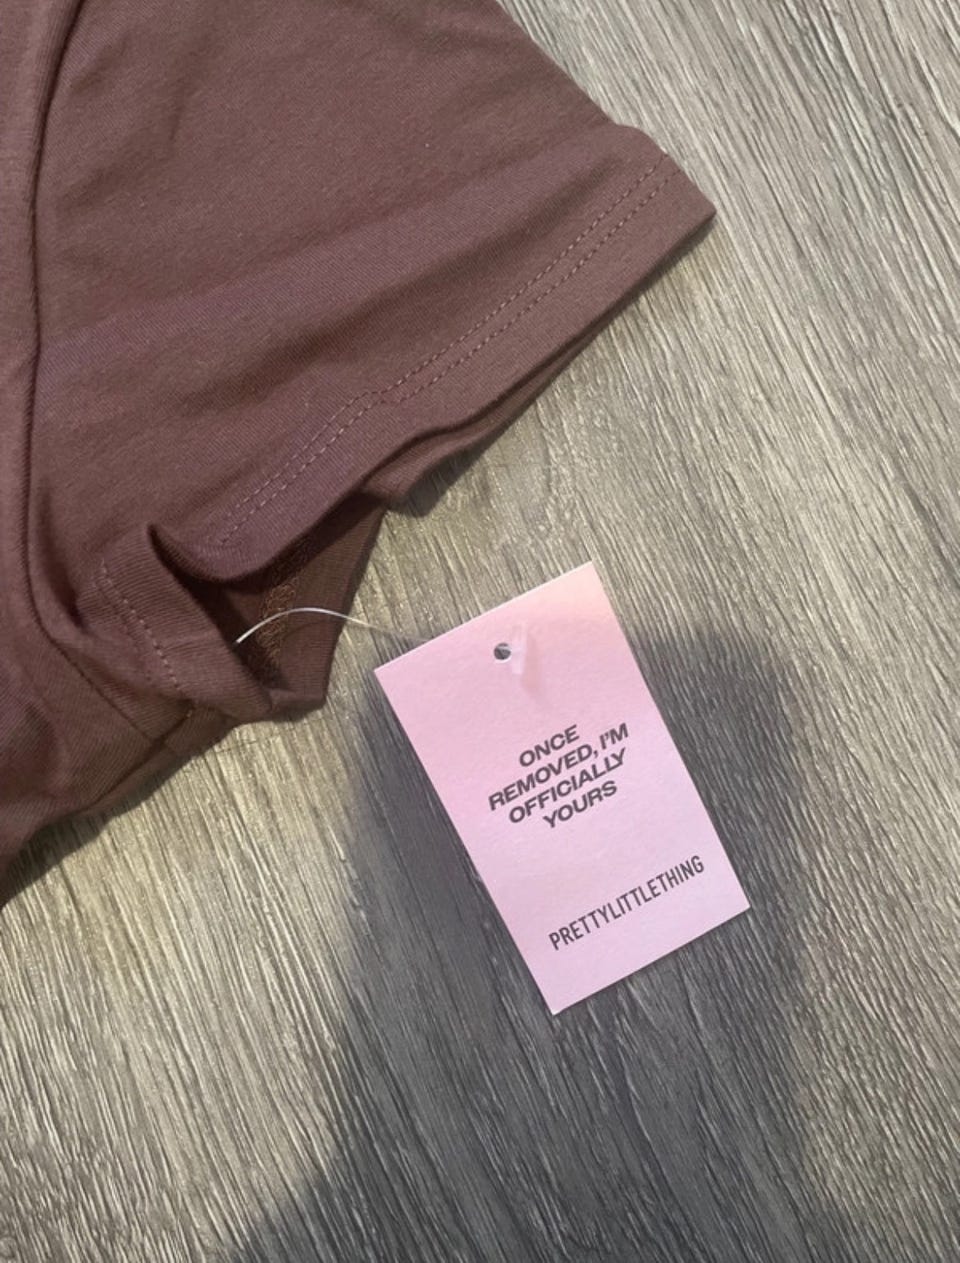 ONCE
REMOVED, I'M
OFFICIALLY
YOURS
PRETTYLITTLETHING